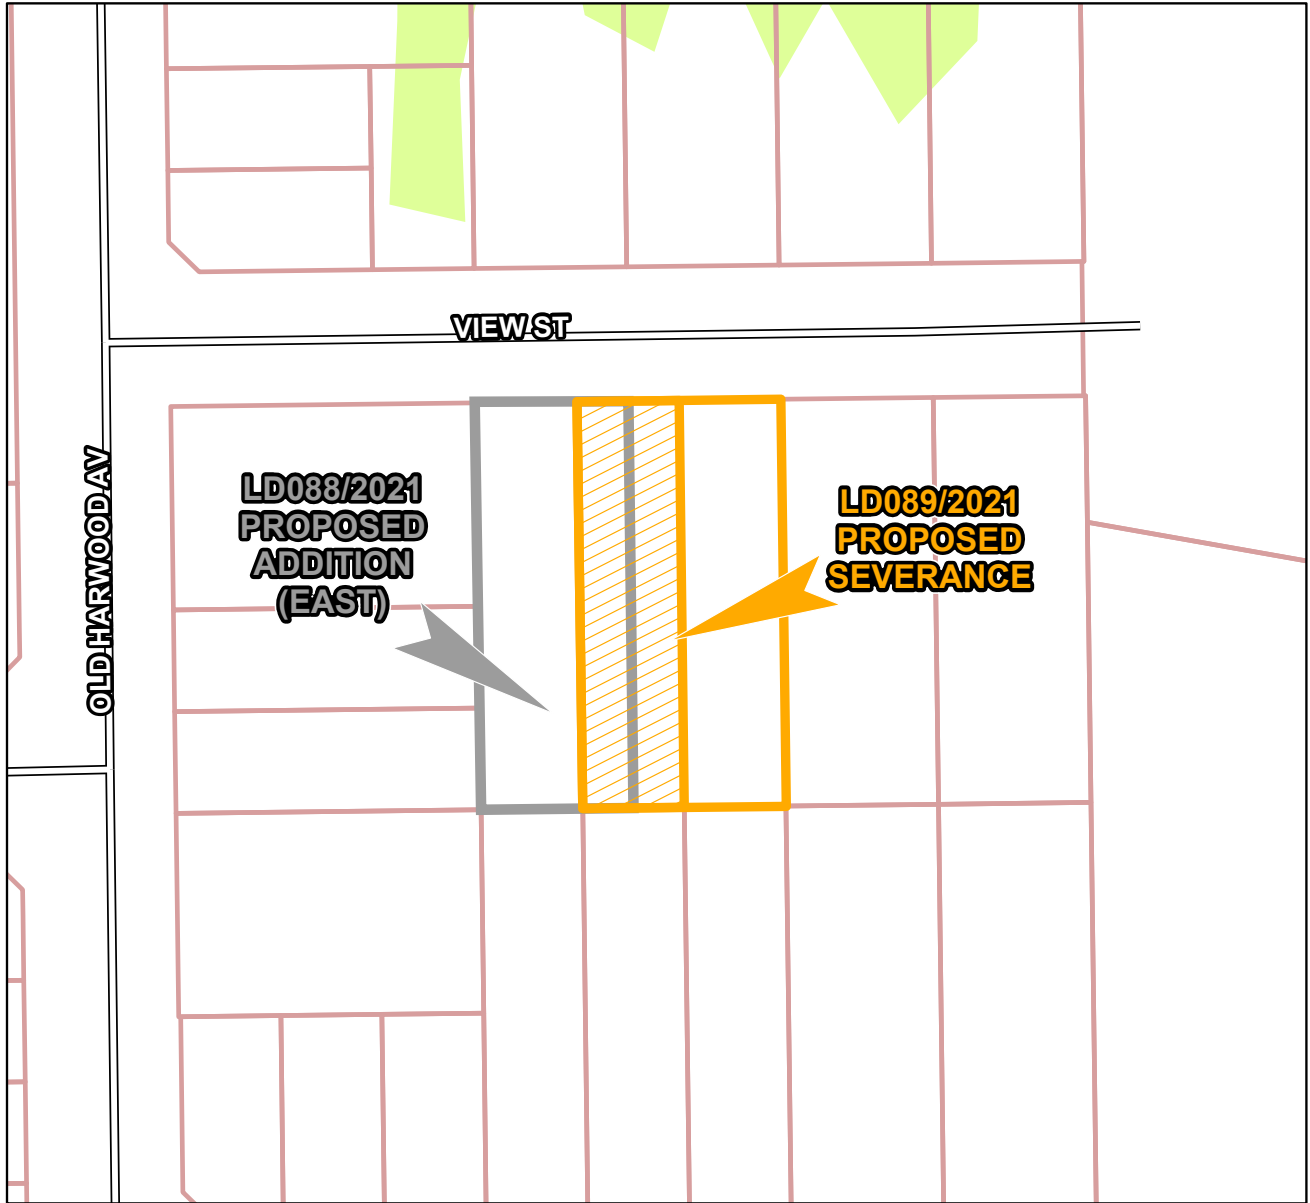 VIEW ST
OLD HARWOOD AV
LD088/2021
PROPOSED
ADDITION
(EAST)
LD089/2021
PROPOSED
SEVERANCE